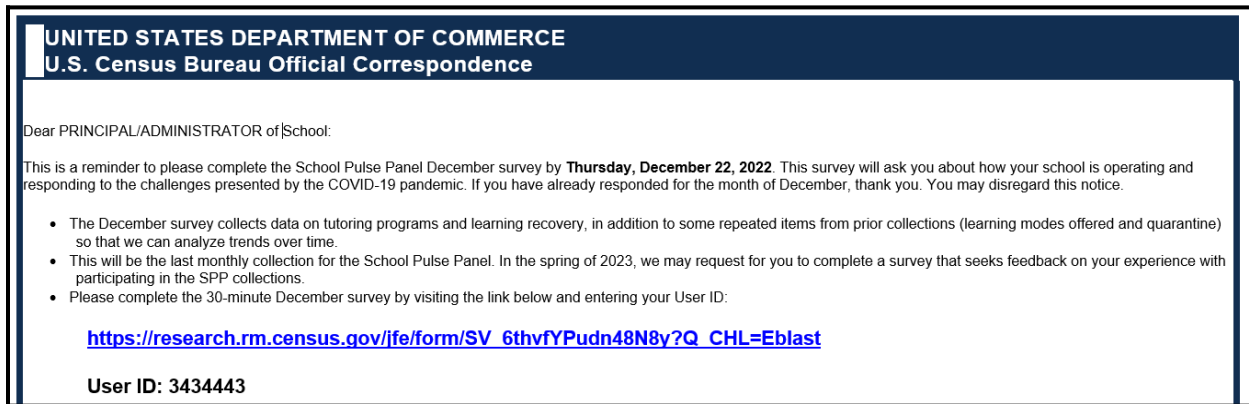 UNITED STATES DEPARTMENT OF COMMERCE
U.S. Census Bureau Official Correspondence
Dear PRINCIPAL/ADMINISTRATOR of School:
This is a reminder to please complete the School Pulse Panel December survey by Thursday, December 22, 2022. This survey will ask you about how your school is operating and
responding to the challenges presented by the COVID-19 pandemic. If you have already responded for the month of December, thank you. You may disregard this notice.
• The December survey collects data on tutoring programs and learning recovery, in addition to some repeated items from prior collections (learning modes offered and quarantine)
so that we can analyze trends over time.
• This will be the last monthly collection for the School Pulse Panel. In the spring of 2023, we may request for you to complete a survey that seeks feedback on your experience with
participating in the SPP collections.
• Please complete the 30-minute December survey by visiting the link below and entering your User ID:
https://research.rm.census.gov/jfe/form/SV_6thvfYPudn48N8y?Q_CHL=Eblast
User ID: 3434443